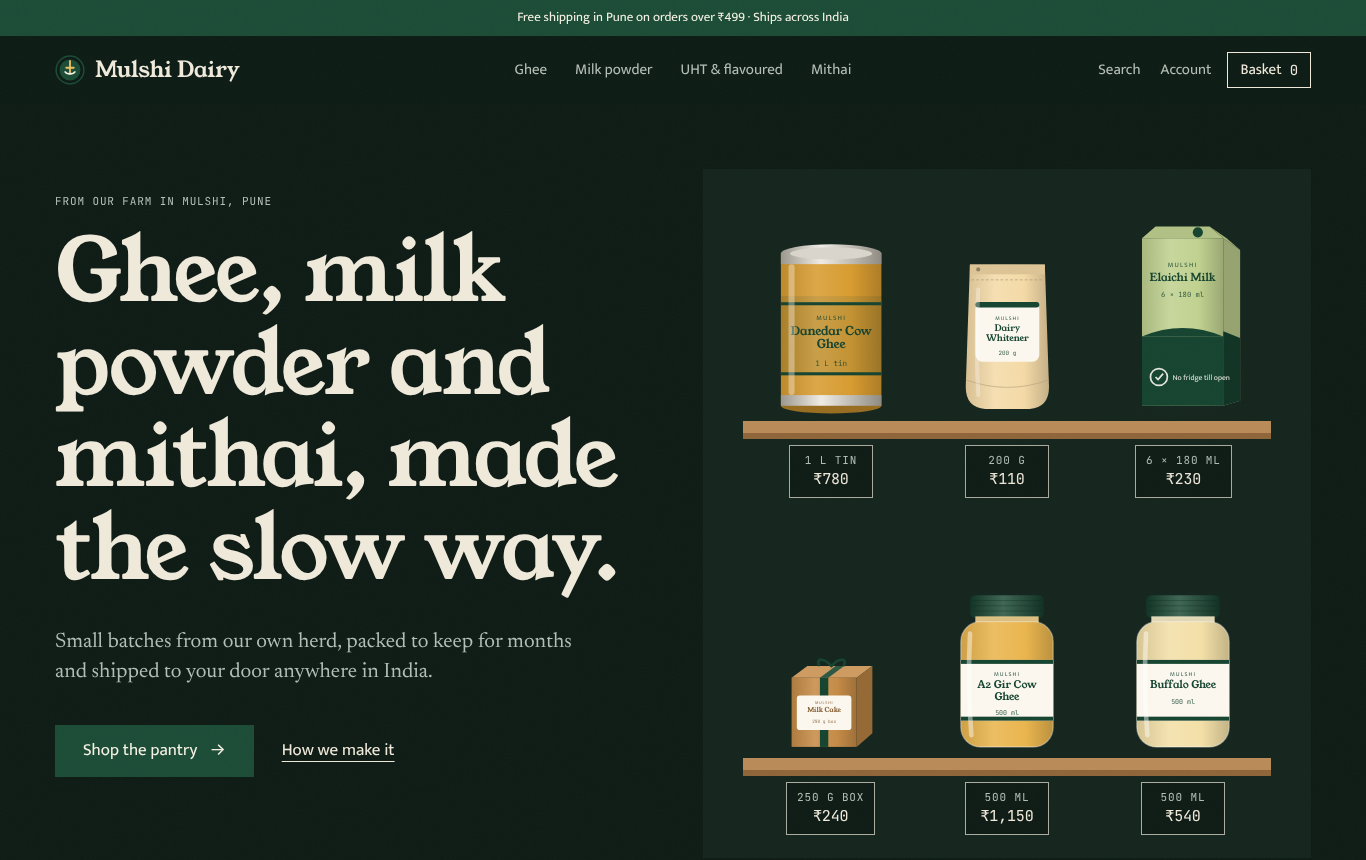 Free shipping in Pune on orders over ₹499 · Ships across India
Mulshi Dairy
Ghee
Milk powder
UHT & flavoured
Mithai
Search
Account
Basket 0
FROM OUR FARM IN MULSHI, PUNE
Ghee, milk
powder and
mithai, made
the slow way.
Small batches from our own herd, packed to keep for months
and shipped to your door anywhere in India.
Shop the pantry →
How we make it
MULSHI
Danedar Cow
Ghee
1 L tin
MULSHI
Dairy
Whitener
200 g
MULSHI
Elaichi Milk
6 × 180 ml
No fridge till open
1 L TIN
₹780
200 G
₹110
6 × 180 ML
₹230
MULSHI
Milk Cake
250 g box
MULSHI
A2 Gir Cow
Ghee
500 ml
MULSHI
Buffalo Ghee
500 ml
250 G BOX
₹240
500 ML
₹1,150
500 ML
₹540